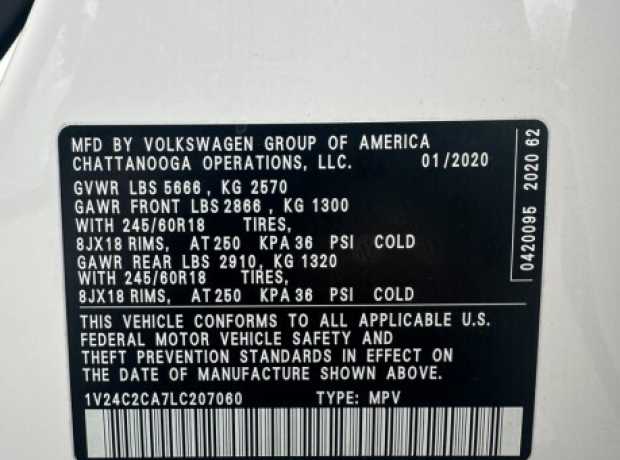 MFD BY VOLKSWAGEN GROUP OF AMERICA
CHATTANOOGA OPERATIONS, LLC. 01/2020
GVWR LBS 5666, KG 2570
GAWR FRONT LBS 2866, KG 1300
WITH 245/60R18 TIRES,
8JX18 RIMS, AT 250 KPA 36 PSI COLD
GAWR REAR LBS 2910, KG 1320
WITH 245/60R18 TIRES,
8JX18 RIMS, AT 250 KPA 36 PSI COLD
THIS VEHICLE CONFORMS TO ALL APPLICABLE U.S.
FEDERAL MOTOR VEHICLE SAFETY AND
THEFT PREVENTION STANDARDS IN EFFECT ON
THE DATE OF MANUFACTURE SHOWN ABOVE.
1V24C2CA7LC207060 TYPE: MPV
0420095 2020 62